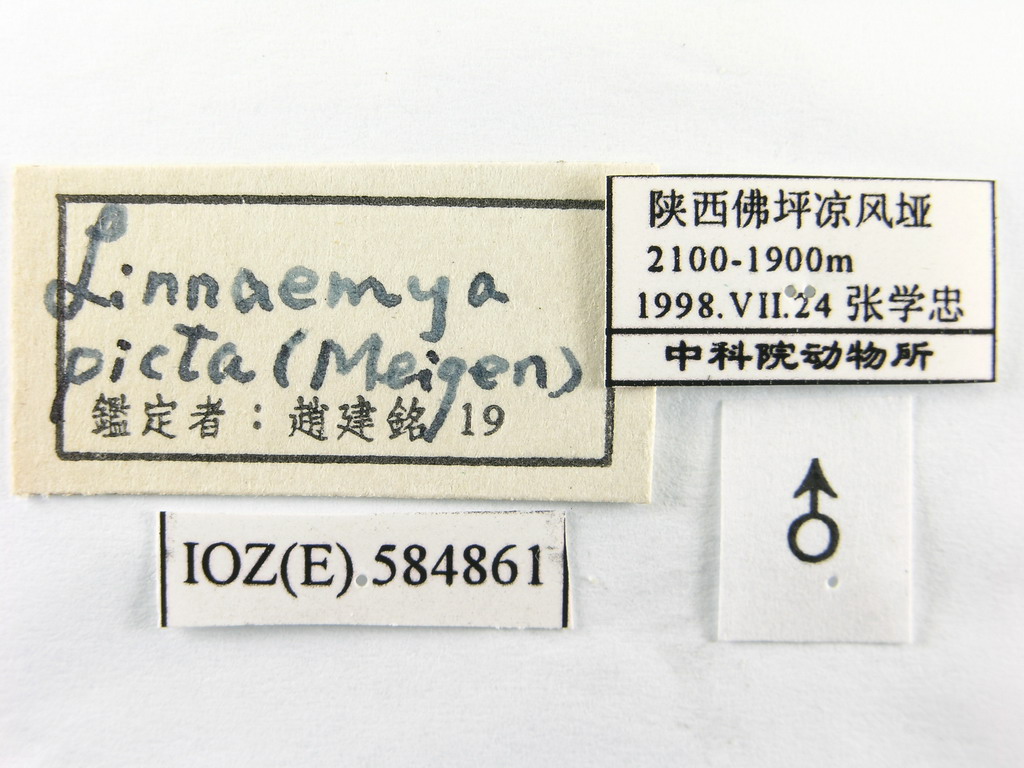 Linnaemya
picta (Meigen)
鑑定者：趙建銘 19
陕西佛坪凉风垭
2100-1900m
1998.VII.24 张学忠
中科院动物所
IOZ(E).584861
♂